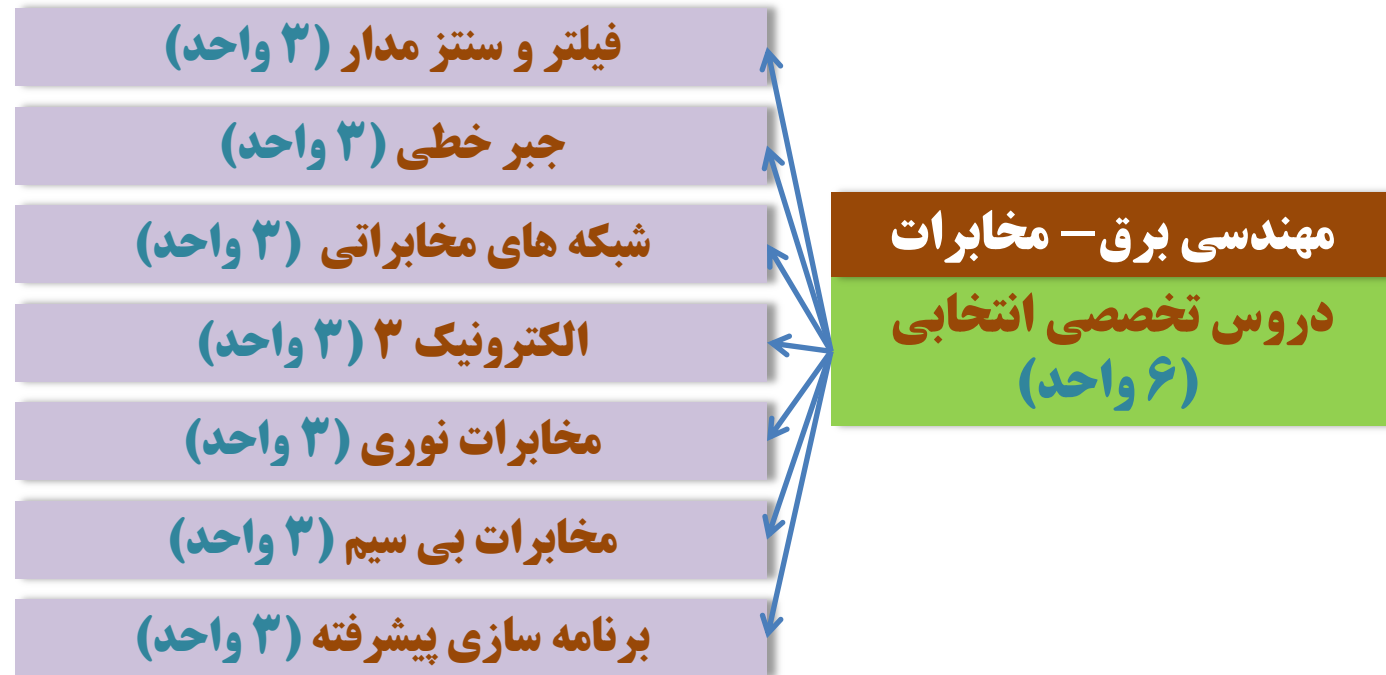 مهندسی برق– مخابرات
دروس تخصصی انتخابی
(۶ واحد)
فیلتر و سنتز مدار (۳ واحد)
جبر خطی (۳ واحد)
شبکه های مخابراتی (۳ واحد)
الکترونیک ۳ (۳ واحد)
مخابرات نوری (۳ واحد)
مخابرات بی سیم (۳ واحد)
برنامه سازی پیشرفته (۳ واحد)